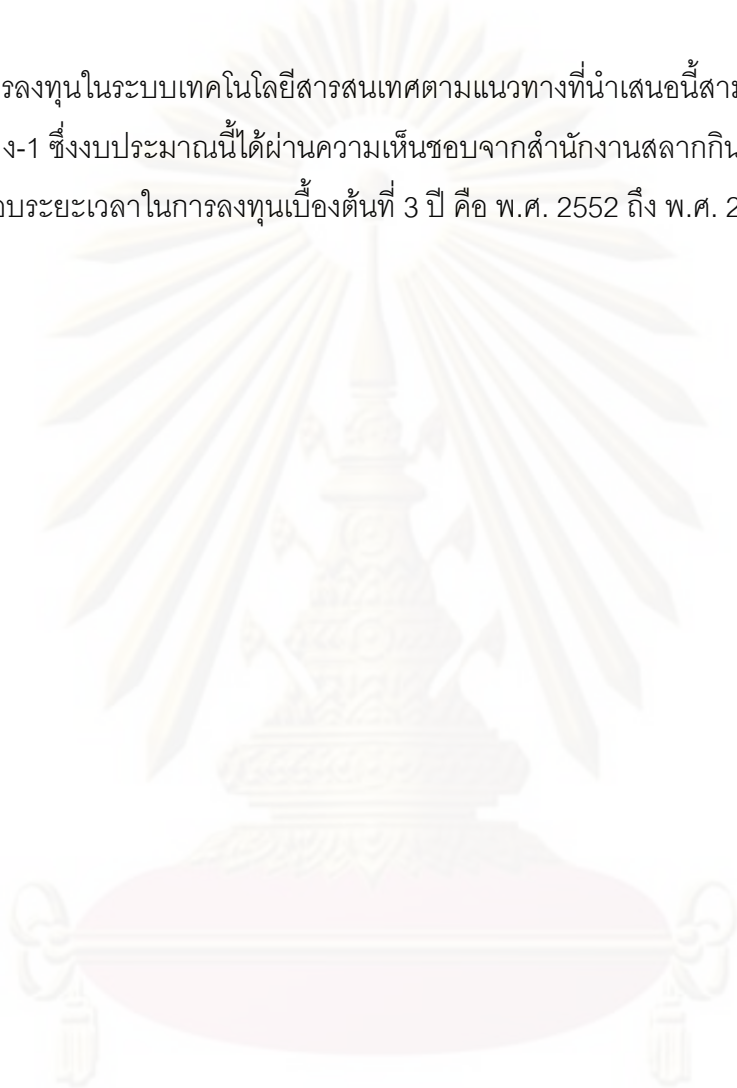 รลงทุนในระบบเทคโนโลยีสารสนเทศตามแนวทางที่นำเสนอนี้สาม
ง-1 ซึ่งงบประมาณนี้ได้ผ่านความเห็นชอบจากสำนักงานสลากกิน
อบระยะเวลาในการลงทุนเบื้องต้นที่ 3 ปี คือ พ.ศ. 2552 ถึง พ.ศ. 2